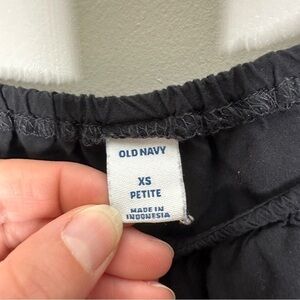 OLD NAVY
XS
PETITE
MADE IN
INDONESIA